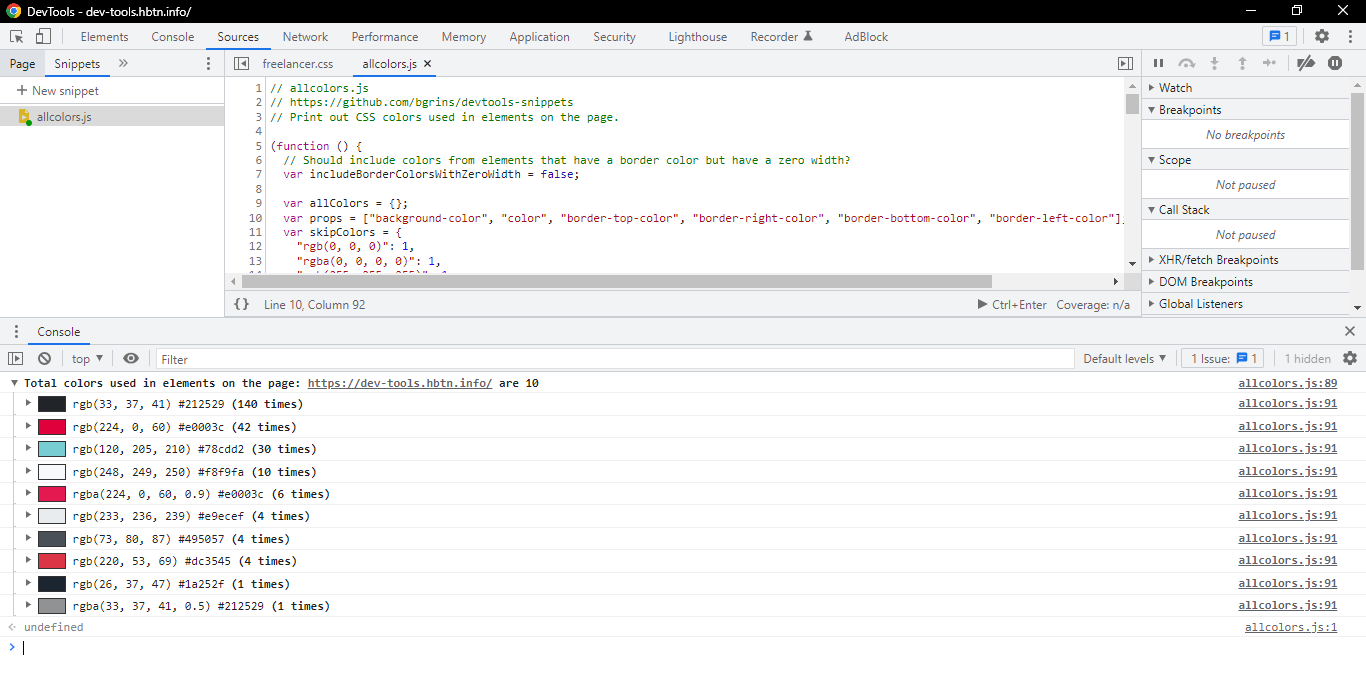 DevTools - dev-tools.hbtn.info/
Elements Console Sources Network Performance Memory Application Security Lighthouse Recorder AdBlock 1
Page Snippets »
freelancer.css allcolors.js ×
+ New snippet
allcolors.js
1 // allcolors.js
2 // https://github.com/bgrins/devtools-snippets
3 // Print out CSS colors used in elements on the page.
4
5 (function () {
6 // Should include colors from elements that have a border color but have a zero width?
7 var includeBorderColorsWithZeroWidth = false;
8
9 var allColors = {};
10 var props = ["background-color", "color", "border-top-color", "border-right-color", "border-bottom-color", "border-left-color"];
11 var skipColors = {
12 "rgb(0, 0, 0)": 1,
13 "rgba(0, 0, 0, 0)": 1,
{} Line 10, Column 92 Ctrl+Enter Coverage: n/a
Watch
Breakpoints
No breakpoints
Scope
Not paused
Call Stack
Not paused
XHR/fetch Breakpoints
DOM Breakpoints
Global Listeners
Console
top Filter Default levels 1 Issue: 1 1 hidden
Total colors used in elements on the page: https://dev-tools.hbtn.info/ are 10 allcolors.js:89
rgb(33, 37, 41) #212529 (140 times) allcolors.js:91
rgb(224, 0, 60) #e0003c (42 times) allcolors.js:91
rgb(120, 205, 210) #78cdd2 (30 times) allcolors.js:91
rgb(248, 249, 250) #f8f9fa (10 times) allcolors.js:91
rgba(224, 0, 60, 0.9) #e0003c (6 times) allcolors.js:91
rgb(233, 236, 239) #e9ecef (4 times) allcolors.js:91
rgb(73, 80, 87) #495057 (4 times) allcolors.js:91
rgb(220, 53, 69) #dc3545 (4 times) allcolors.js:91
rgb(26, 37, 47) #1a252f (1 times) allcolors.js:91
rgba(33, 37, 41, 0.5) #212529 (1 times) allcolors.js:91
undefined allcolors.js:1